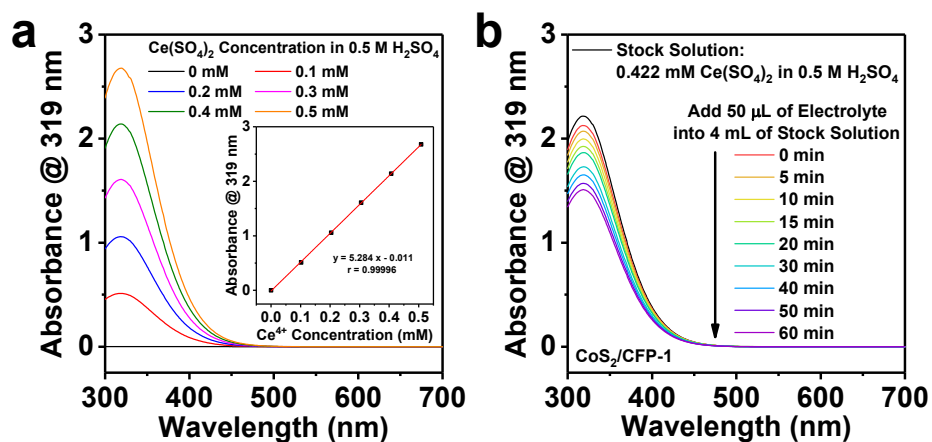 a
Absorbance @ 319 nm
3
2
1
0
Ce(SO₄)₂ Concentration in 0.5 M H₂SO₄
0 mM
0.1 mM
0.2 mM
0.3 mM
0.4 mM
0.5 mM
Absorbance @ 319 nm
3
2
1
0
y = 5.284 x - 0.011
r = 0.99996
0.0 0.1 0.2 0.3 0.4 0.5
Ce⁴⁺ Concentration (mM)
300 400 500 600 700
Wavelength (nm)
b
Absorbance @ 319 nm
3
2
1
0
Stock Solution:
0.422 mM Ce(SO₄)₂ in 0.5 M H₂SO₄
Add 50 μL of Electrolyte
into 4 mL of Stock Solution
0 min
5 min
10 min
15 min
20 min
30 min
40 min
50 min
60 min
CoS₂/CFP-1
300 400 500 600 700
Wavelength (nm)